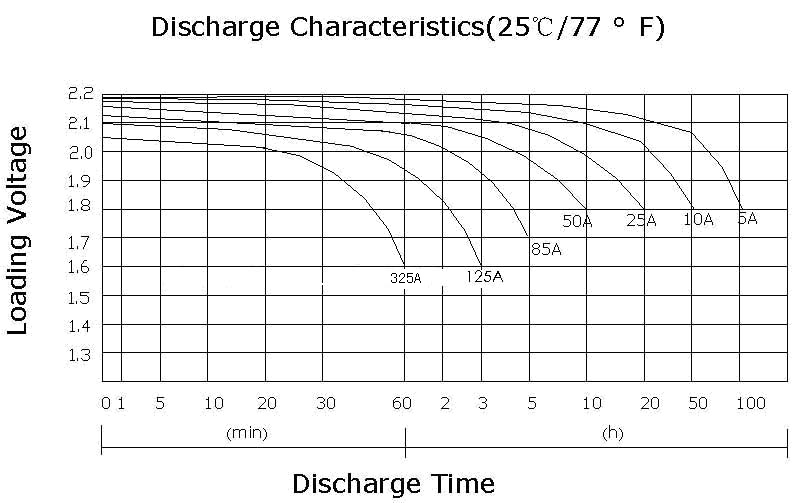 Discharge Characteristics(25℃/77 ° F)
Loading Voltage
2.2
2.1
2.0
1.9
1.8
1.7
1.6
1.5
1.4
1.3
325A 125A 85A 50A 25A 10A 5A
0 1 5 10 20 30 60 2 3 5 10 20 50 100
(min) (h)
Discharge Time